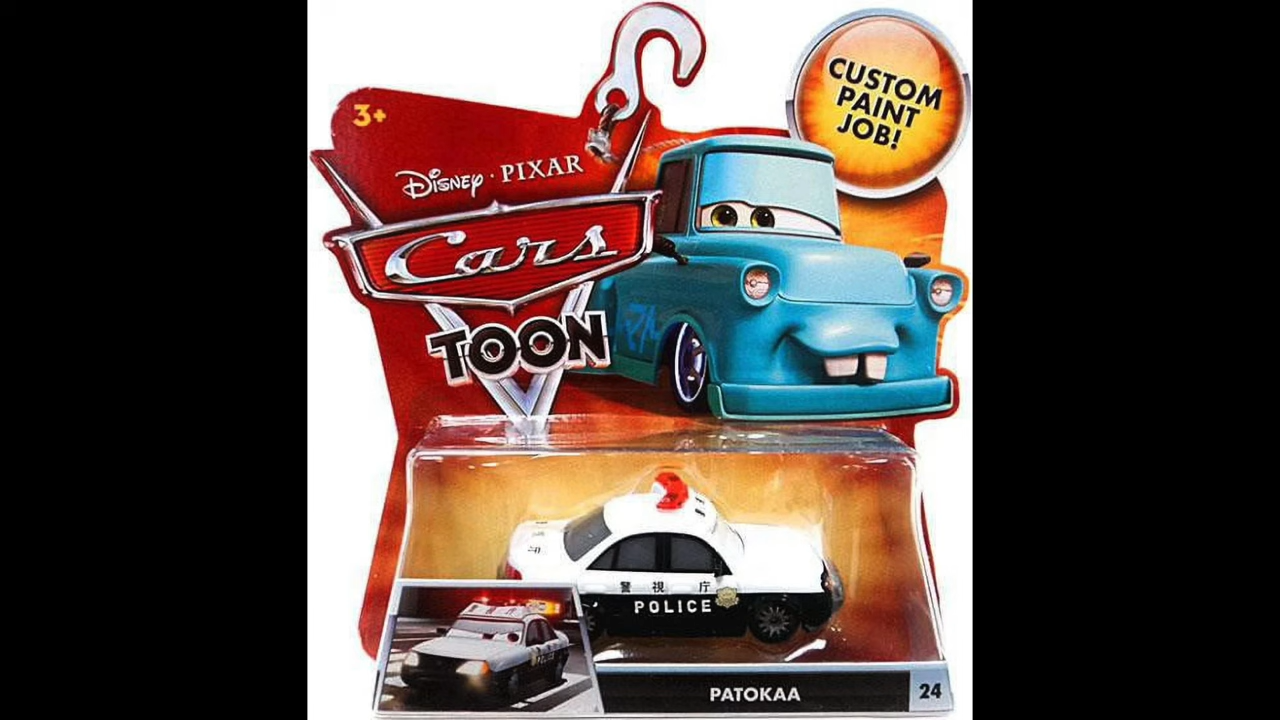 3+
CUSTOM
PAINT
JOB!
Disney · PIXAR
Cars
TOON
警視庁
POLICE
PATOKAA
24